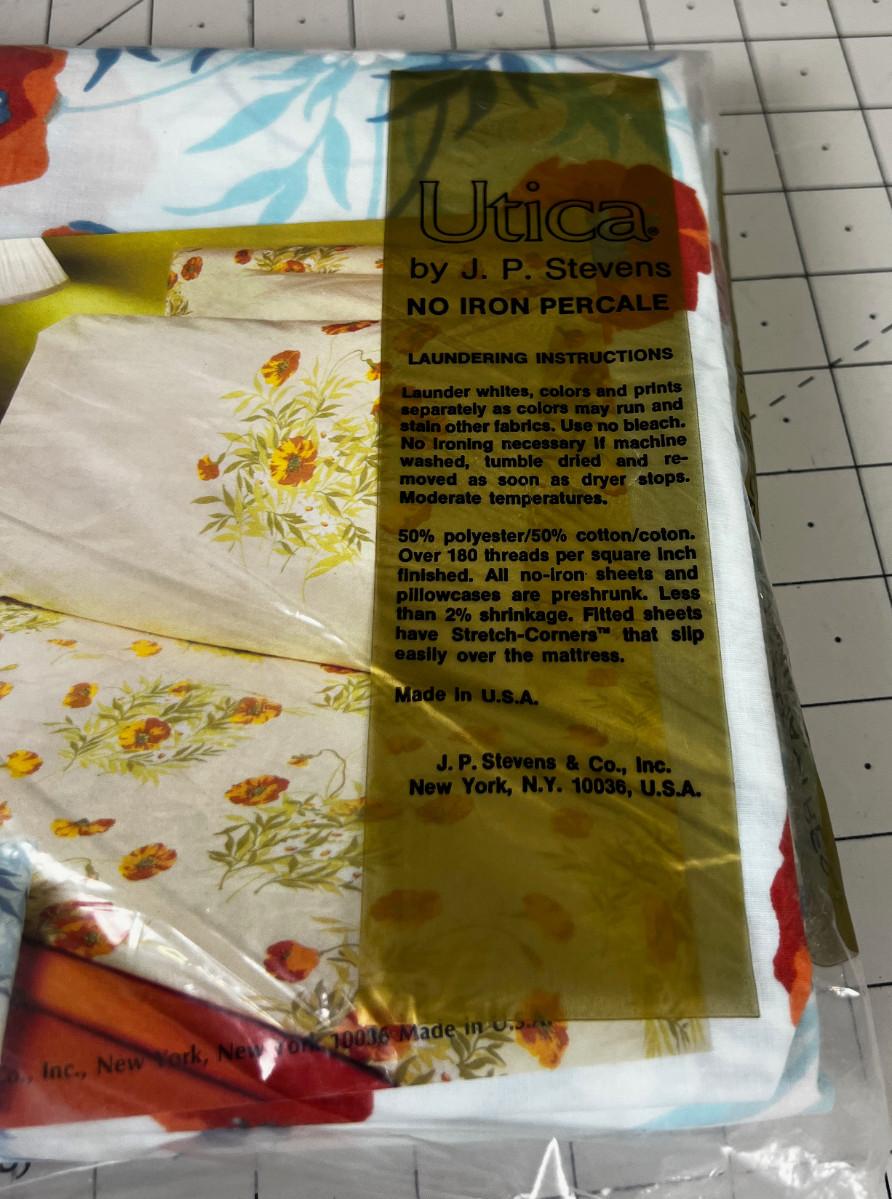 Utica®
by J. P. Stevens
NO IRON PERCALE
LAUNDERING INSTRUCTIONS
Launder whites, colors and prints
separately as colors may run and
stain other fabrics. Use no bleach.
No ironing necessary if machine
washed, tumble dried and re-
moved as soon as dryer stops.
Moderate temperatures.
50% polyester/50% cotton/coton.
Over 180 threads per square inch
finished. All no-iron sheets and
pillowcases are preshrunk. Less
than 2% shrinkage. Fitted sheets
have Stretch-Corners™ that slip
easily over the mattress.
Made in U.S.A.
J. P. Stevens & Co., Inc.
New York, N.Y. 10036, U.S.A.
Co., Inc., New York, New York 10036 Made in U.S.A.